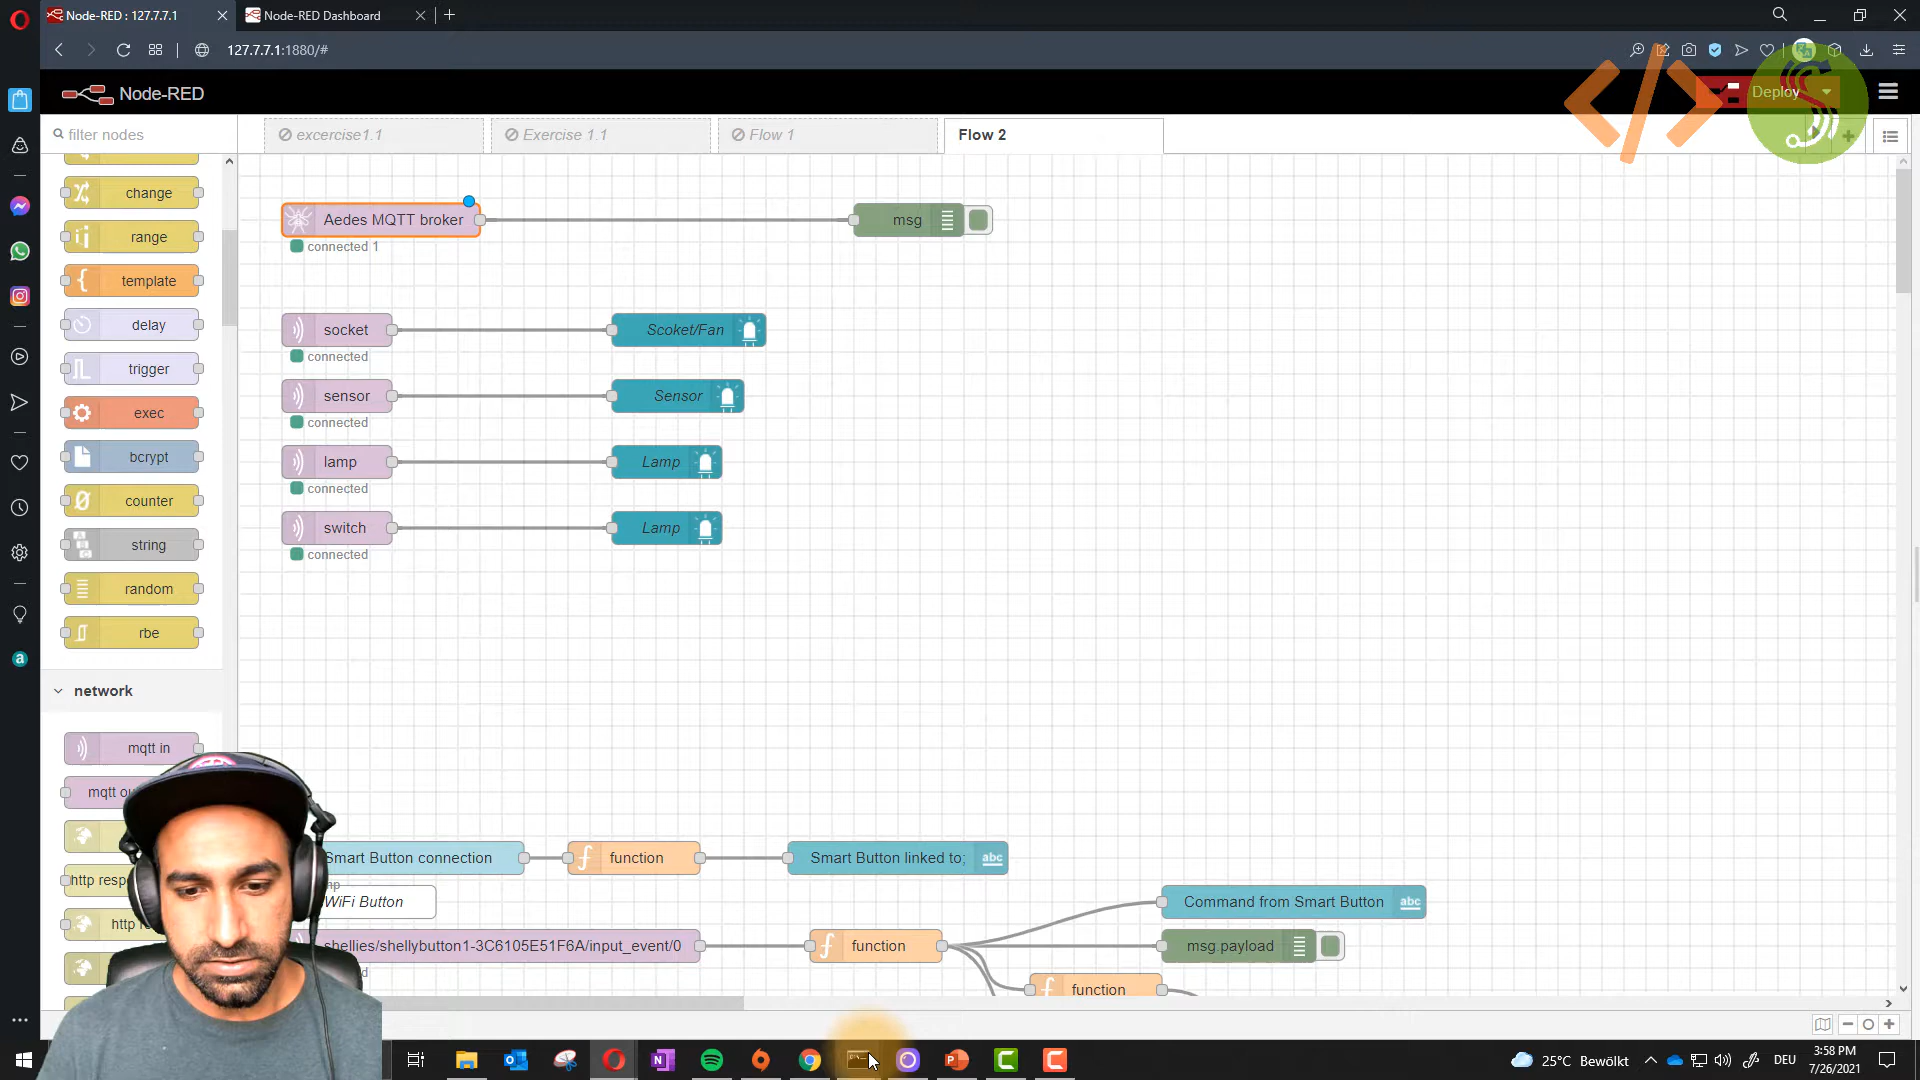 Node-RED : 127.7.7.1
Node-RED Dashboard
127.7.7.1:1880/#
Node-RED
Deploy
filter nodes
excercise1.1
Exercise 1.1
Flow 1
Flow 2
change
range
template
delay
trigger
exec
bcrypt
counter
string
random
rbe
network
mqtt in
mqtt
Aedes MQTT broker
connected 1
msg
socket
connected
Scoket/Fan
sensor
connected
Sensor
lamp
connected
Lamp
switch
connected
Lamp
Smart Button connection
function
Smart Button linked to;
abc
WiFi Button
http resp
http
Command from Smart Button
abc
shellies/shellybutton1-3C6105E51F6A/input_event/0
function
msg.payload
function
25°C Bewölkt
DEU
3:58 PM
7/26/2021